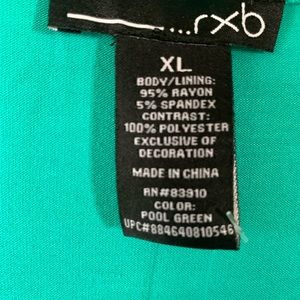 ...rxb
XL
BODY/LINING:
95% RAYON
5% SPANDEX
CONTRAST:
100% POLYESTER
EXCLUSIVE OF
DECORATION
MADE IN CHINA
RN#83910
COLOR:
POOL GREEN
UPC#884640810546